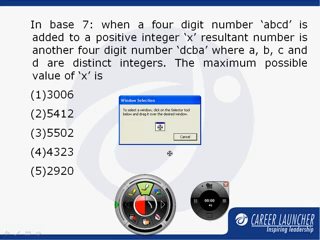 In base 7: when a four digit number ‘abcd’ is
added to a positive integer ‘x’ resultant number is
another four digit number ‘dcba’ where a, b, c and
d are distinct integers. The maximum possible
value of ‘x’ is
(1)3006
(2)5412
(3)5502
(4)4323
(5)2920
Window Selection
To select a window, click on the Selector tool below
and drag it over the desired window.
Cancel
CAREER LAUNCHER
Inspiring leadership